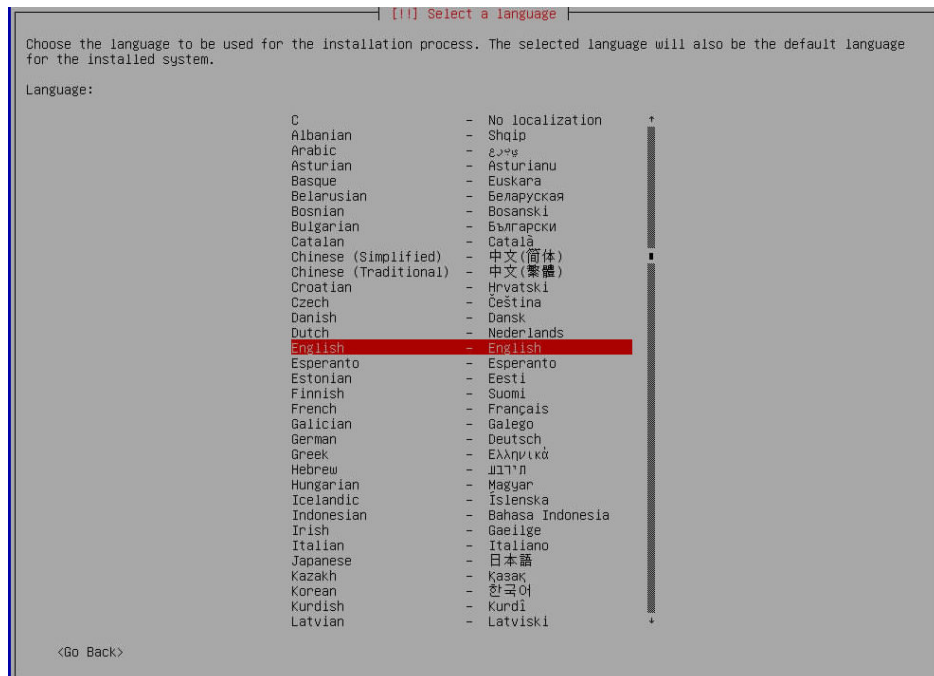 [!!] Select a language
Choose the language to be used for the installation process. The selected language will also be the default language
for the installed system.
Language:
C - No localization
Albanian - Shqip
Arabic - عربي
Asturian - Asturianu
Basque - Euskara
Belarusian - Беларуская
Bosnian - Bosanski
Bulgarian - Български
Catalan - Català
Chinese (Simplified) - 中文(简体)
Chinese (Traditional) - 中文(繁體)
Croatian - Hrvatski
Czech - Čeština
Danish - Dansk
Dutch - Nederlands
English - English
Esperanto - Esperanto
Estonian - Eesti
Finnish - Suomi
French - Français
Galician - Galego
German - Deutsch
Greek - Ελληνικά
Hebrew - עברית
Hungarian - Magyar
Icelandic - Íslenska
Indonesian - Bahasa Indonesia
Irish - Gaeilge
Italian - Italiano
Japanese - 日本語
Kazakh - Қазақ
Korean - 한국어
Kurdish - Kurdî
Latvian - Latviski
<Go Back>